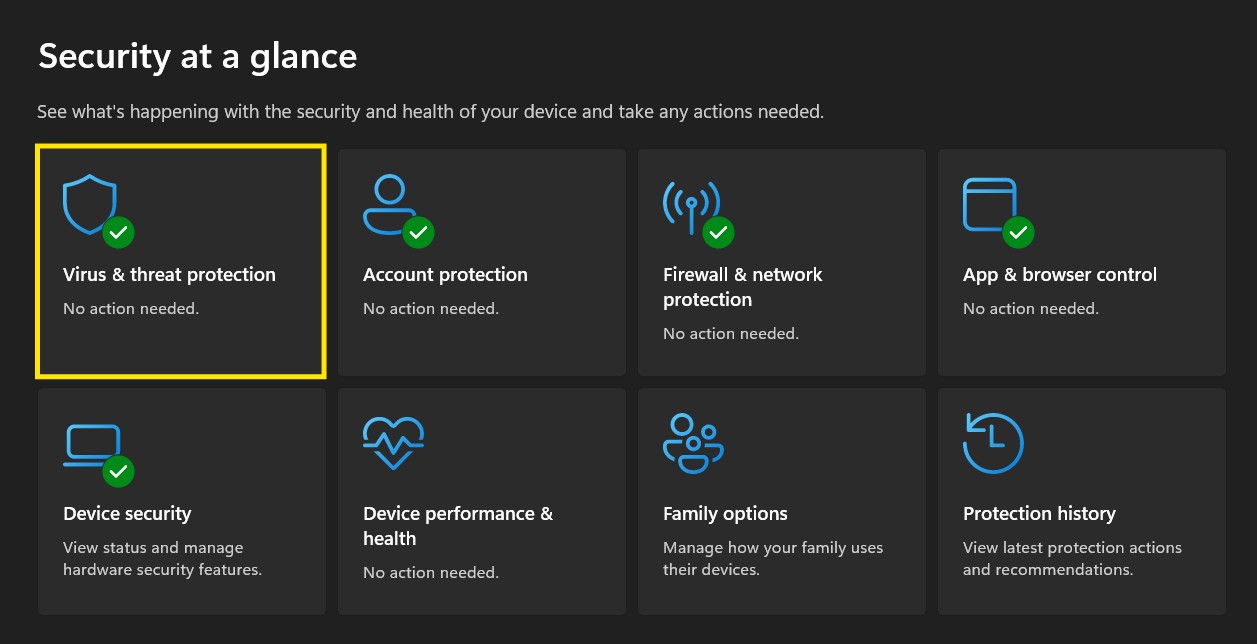 Security at a glance
See what's happening with the security and health of your device and take any actions needed.
Virus & threat protection
No action needed.
Account protection
No action needed.
Firewall & network
protection
No action needed.
App & browser control
No action needed.
Device security
View status and manage
hardware security features.
Device performance &
health
No action needed.
Family options
Manage how your family uses
their devices.
Protection history
View latest protection actions
and recommendations.